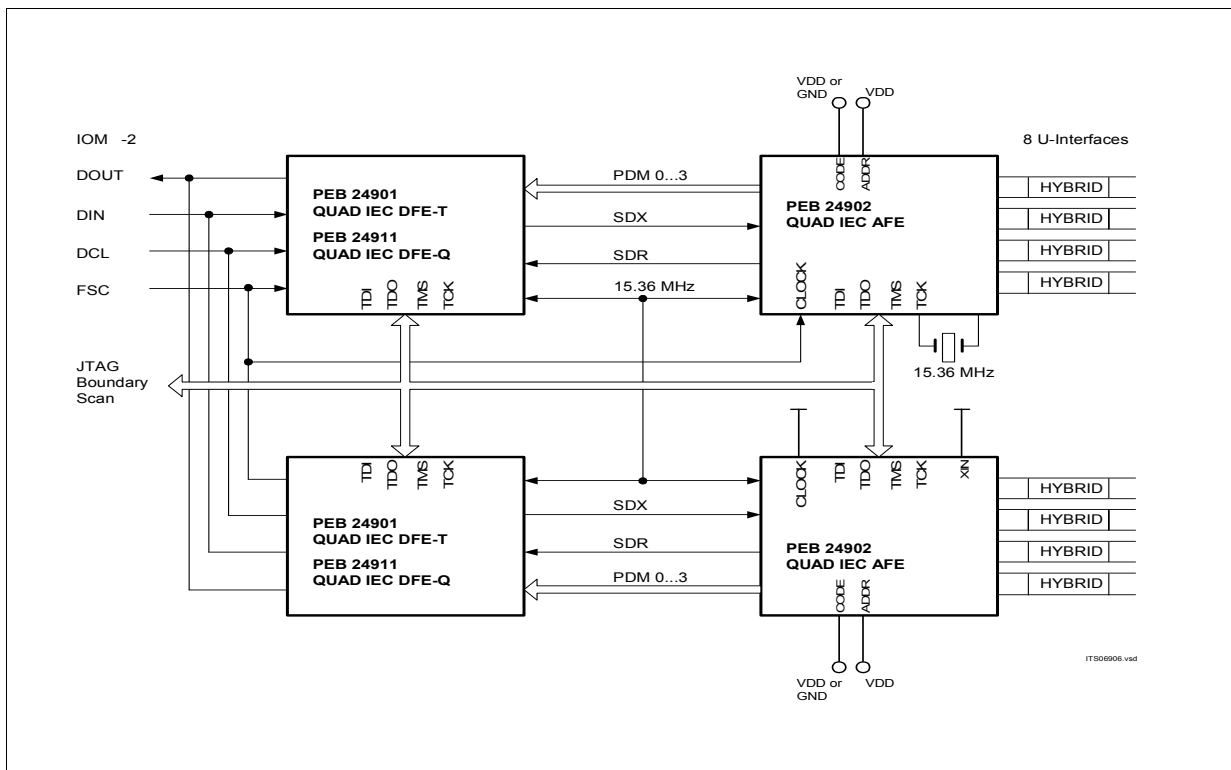 VDD or
GND
VDD
IOM -2
8 U-Interfaces
DOUT
DIN
DCL
FSC
PEB 24901
QUAD IEC DFE-T
PEB 24911
QUAD IEC DFE-Q
TDI
TDO
TMS
TCK
PDM 0...3
SDX
SDR
15.36 MHz
CODE
ADDR
PEB 24902
QUAD IEC AFE
CLOCK
TDI
TDO
TMS
TCK
HYBRID
HYBRID
HYBRID
HYBRID
15.36 MHz
JTAG
Boundary
Scan
TDI
TDO
TMS
TCK
PEB 24901
QUAD IEC DFE-T
PEB 24911
QUAD IEC DFE-Q
SDX
SDR
PDM 0...3
CLOCK
TDI
TDO
TMS
TCK
XIN
PEB 24902
QUAD IEC AFE
CODE
ADDR
HYBRID
HYBRID
HYBRID
HYBRID
VDD or
GND
VDD
ITS06906.vsd